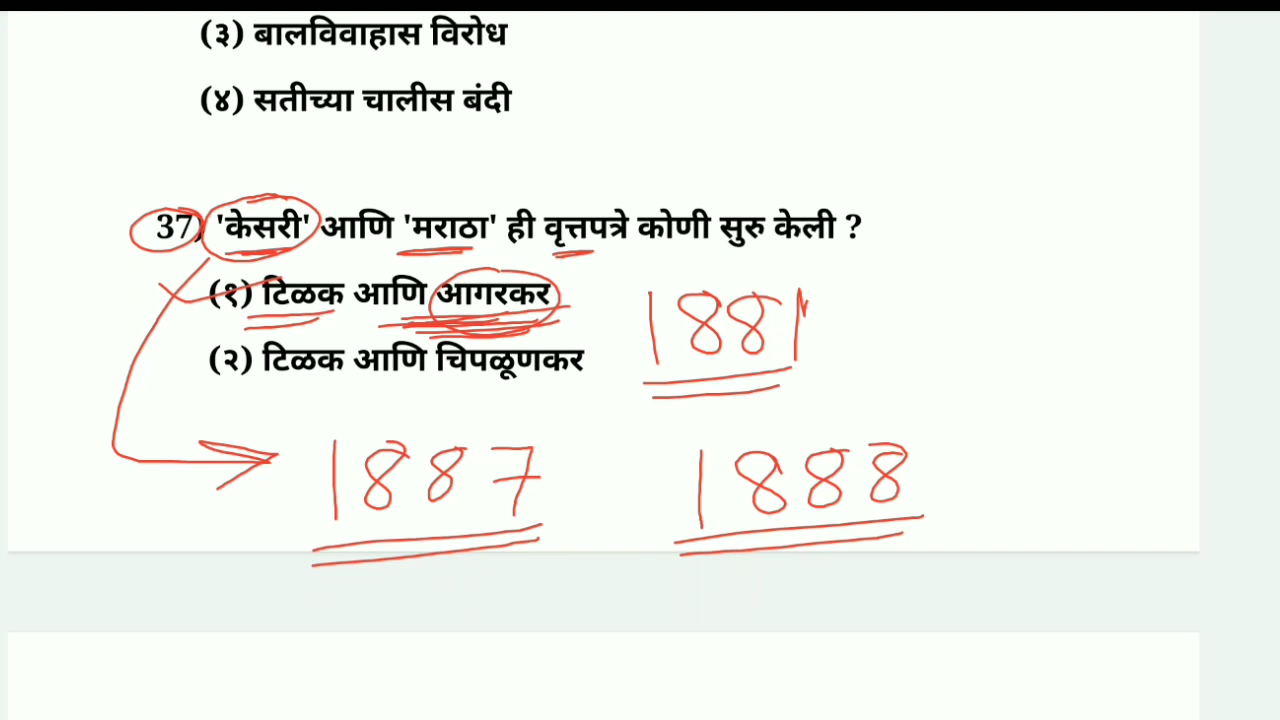 (३) बालविवाहास विरोध
(४) सतीच्या चालीस बंदी
37) 'केसरी' आणि 'मराठा' ही वृत्तपत्रे कोणी सुरु केली ?
(१) टिळक आणि आगरकर
1881
(२) टिळक आणि चिपळूणकर
1887 1888